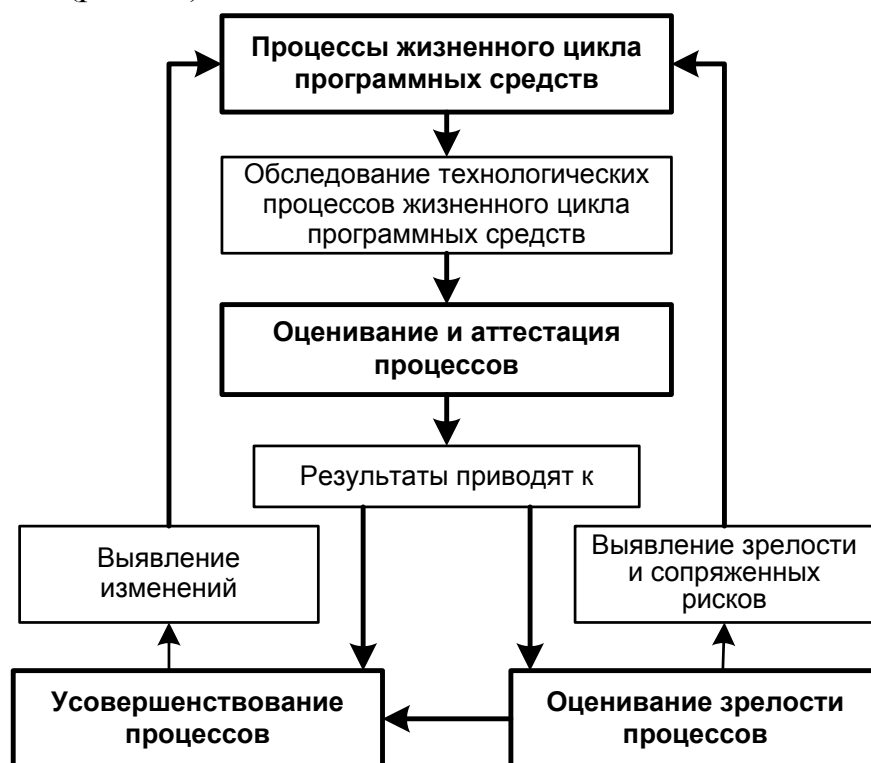 Процессы жизненного цикла
программных средств
Обследование технологических
процессов жизненного цикла
программных средств
Оценивание и аттестация
процессов
Результаты приводят к
Выявление
изменений
Выявление зрелости
и сопряженных
рисков
Усовершенствование
процессов
Оценивание зрелости
процессов